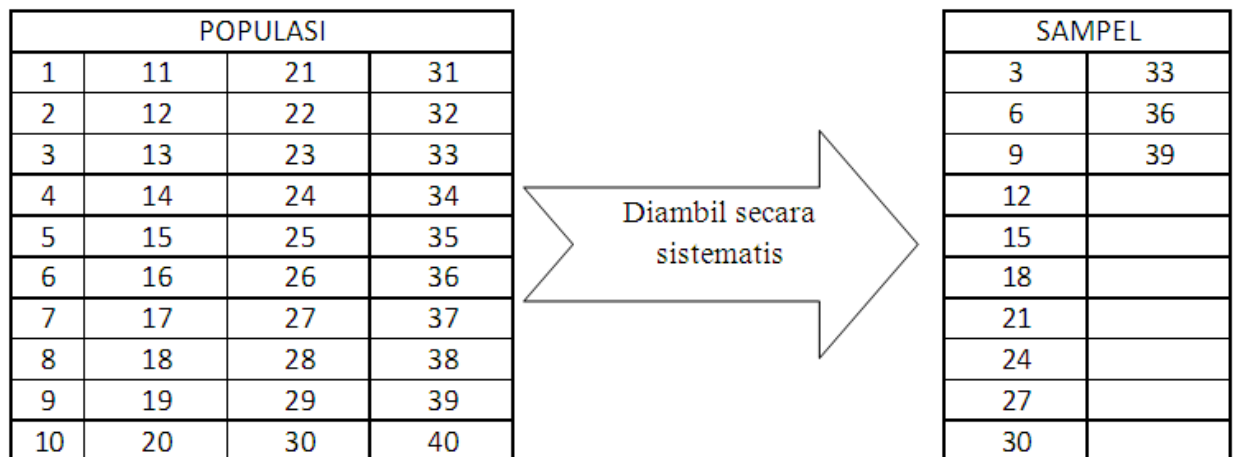 POPULASI
1 11 21 31
2 12 22 32
3 13 23 33
4 14 24 34
5 15 25 35
6 16 26 36
7 17 27 37
8 18 28 38
9 19 29 39
10 20 30 40
Diambil secara
sistematis
SAMPEL
3 33
6 36
9 39
12
15
18
21
24
27
30